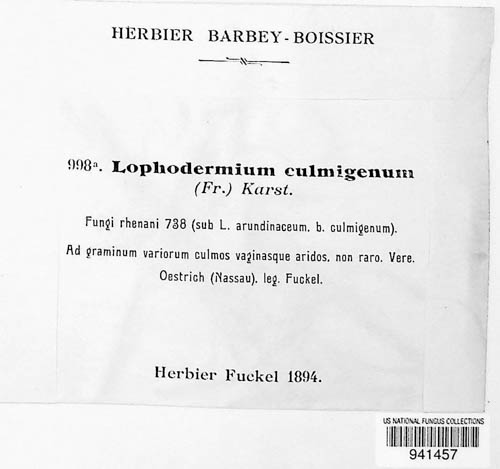 HERBIER BARBEY-BOISSIER
998ª. Lophodermium culmigenum
(Fr.) Karst.
Fungi rhenani 738 (sub L. arundinaceum, b. culmigenum).
Ad graminum variorum culmos vaginasque aridos, non raro. Vere.
Oestrich (Nassau), leg. Fuckel.
Herbier Fuckel 1894.
US NATIONAL FUNGUS COLLECTIONS
941457